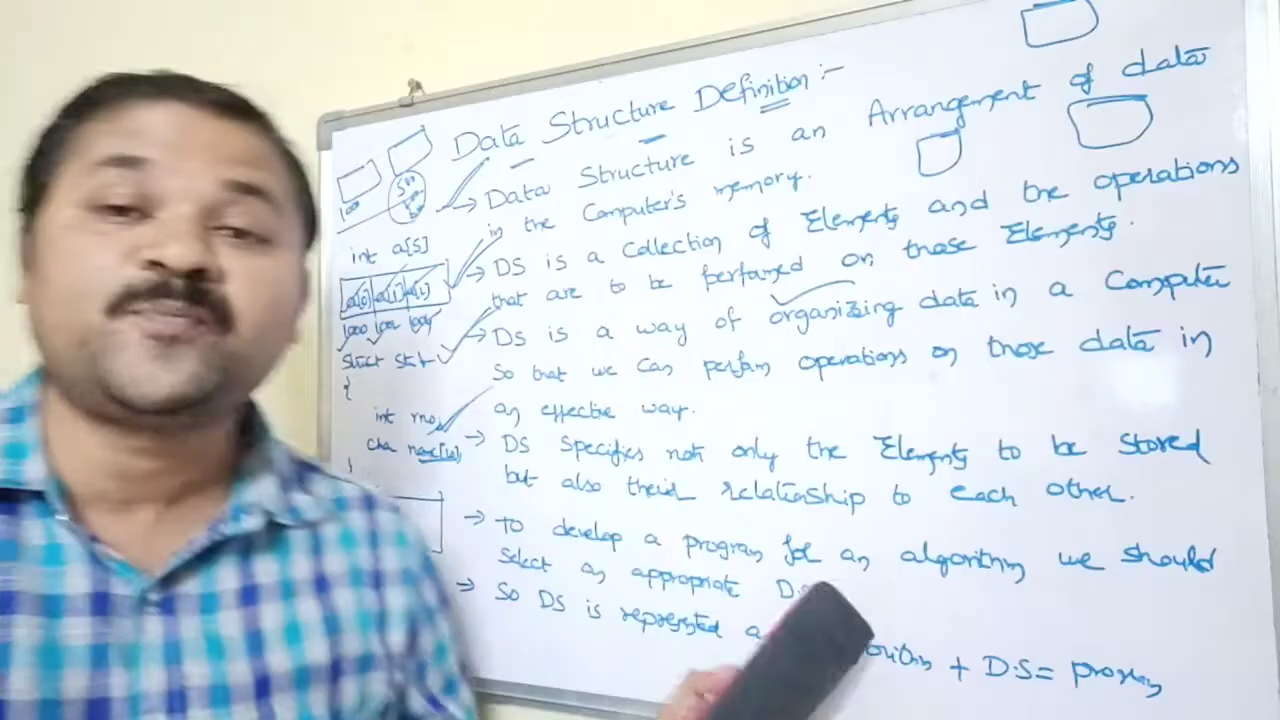 Data Structure Definition :-
→ Data Structure is an Arrangement of data
in the Computer's memory.
→ DS is a Collection of Elements and the operations
that are to be performed on those Elements.
→ DS is a way of organizing data in a Computer
So that we can perform operations on those data in
an effective way.
→ DS Specifies not only the Elements to be stored
but also their relationship to each other.
→ To develop a program for an algorithm we should
Select an appropriate D.S
→ So DS is represented a
+ D.S = program
100
int a[5]
a[0] a[1] a[2]
1000 1002 1004
struct
{
int rno,
cha name[10],
}